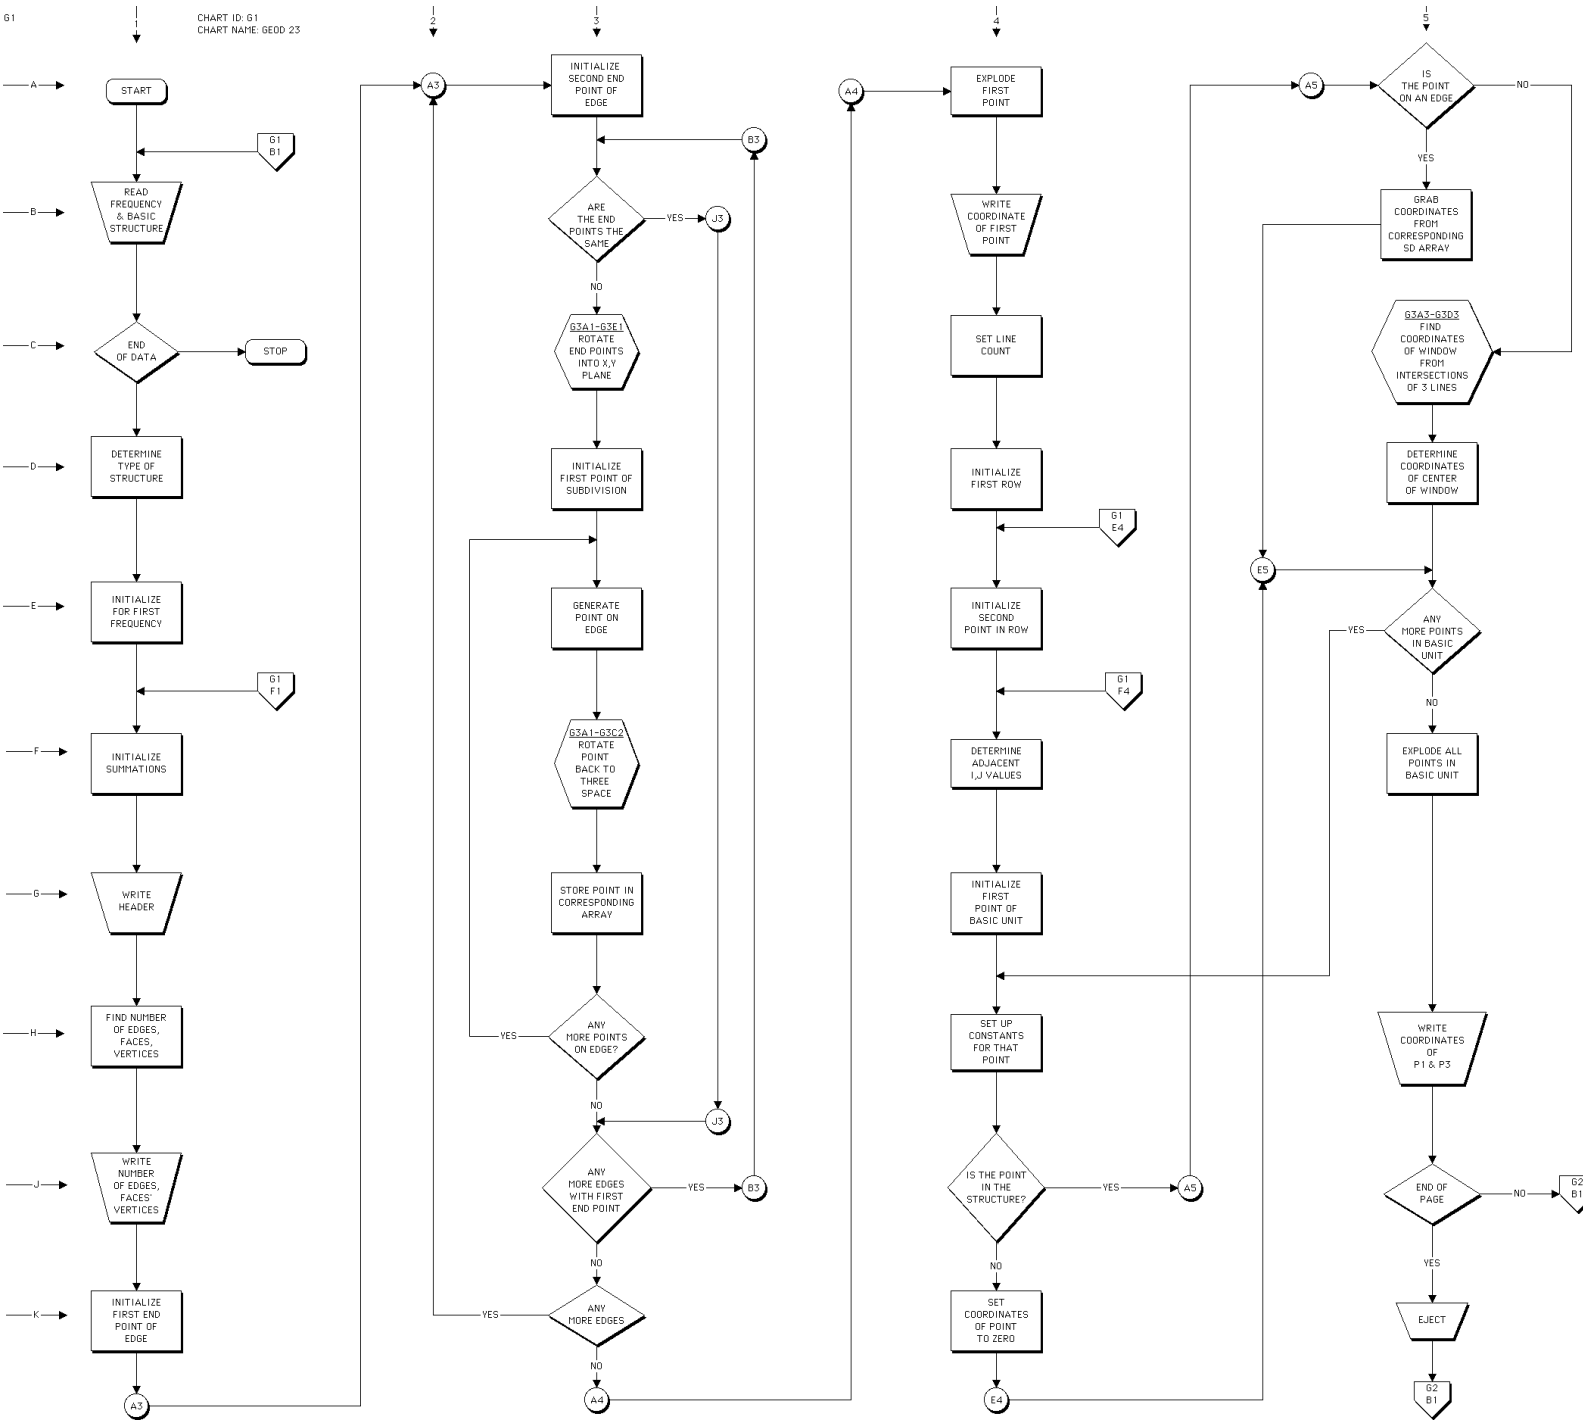 G1
CHART ID: G1
CHART NAME: GEOD 23
1
2
3
4
5
A
B
C
D
E
F
G
H
J
K
START
G1
B1
READ
FREQUENCY
& BASIC
STRUCTURE
END
OF DATA
STOP
DETERMINE
TYPE OF
STRUCTURE
INITIALIZE
FOR FIRST
FREQUENCY
G1
F1
INITIALIZE
SUMMATIONS
WRITE
HEADER
FIND NUMBER
OF EDGES,
FACES,
VERTICES
WRITE
NUMBER
OF EDGES,
FACES'
VERTICES
INITIALIZE
FIRST END
POINT OF
EDGE
A3
A3
INITIALIZE
SECOND END
POINT OF
EDGE
B3
ARE
THE END
POINTS THE
SAME
YES
J3
NO
G3A1-G3E1
ROTATE
END POINTS
INTO X,Y
PLANE
INITIALIZE
FIRST POINT OF
SUBDIVISION
GENERATE
POINT ON
EDGE
G3A1-G3C2
ROTATE
POINT
BACK TO
THREE
SPACE
STORE POINT IN
CORRESPONDING
ARRAY
ANY
MORE POINTS
ON EDGE?
YES
NO
J3
ANY
MORE EDGES
WITH FIRST
END POINT
YES
B3
NO
ANY
MORE EDGES
YES
NO
A4
A4
EXPLODE
FIRST
POINT
WRITE
COORDINATE
OF FIRST
POINT
SET LINE
COUNT
INITIALIZE
FIRST ROW
G1
E4
INITIALIZE
SECOND
POINT IN ROW
G1
F4
DETERMINE
ADJACENT
I,J VALUES
INITIALIZE
FIRST
POINT OF
BASIC UNIT
SET UP
CONSTANTS
FOR THAT
POINT
IS THE POINT
IN THE
STRUCTURE?
YES
A5
NO
SET
COORDINATES
OF POINT
TO ZERO
E4
A5
IS
THE POINT
ON AN EDGE
NO
YES
GRAB
COORDINATES
FROM
CORRESPONDING
SD ARRAY
G3A3-G3D3
FIND
COORDINATES
OF WINDOW
FROM
INTERSECTIONS
OF 3 LINES
DETERMINE
COORDINATES
OF CENTER
OF WINDOW
E5
ANY
MORE POINTS
IN BASIC
UNIT
YES
NO
EXPLODE ALL
POINTS IN
BASIC UNIT
WRITE
COORDINATES
OF
P1 & P3
END OF
PAGE
NO
G2
B1
YES
EJECT
G2
B1